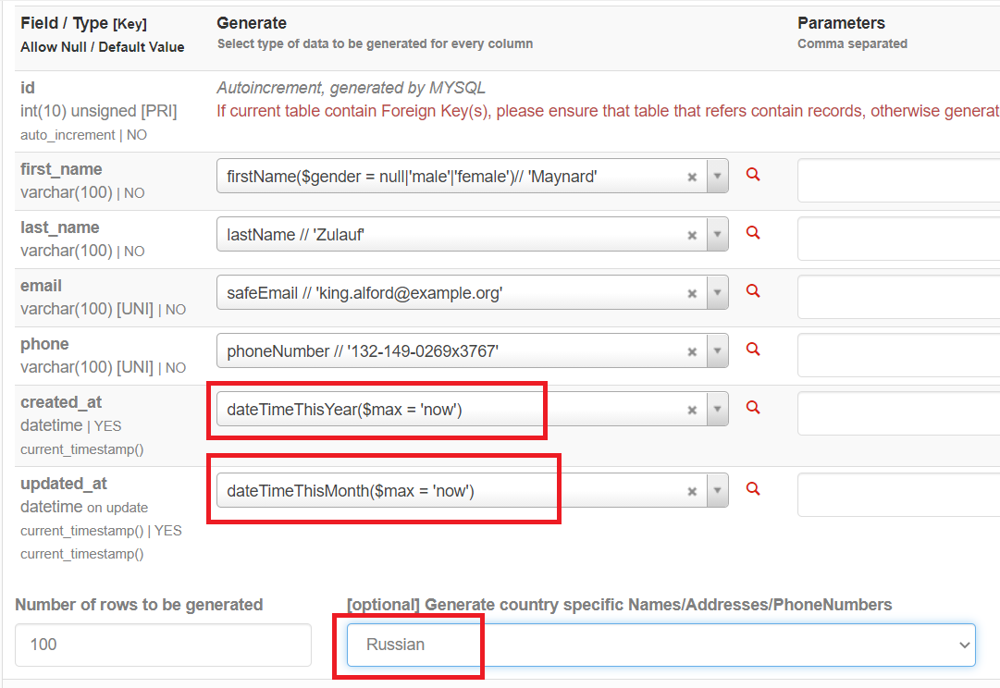 Field / Type [Key]
Allow Null / Default Value
Generate
Select type of data to be generated for every column
Parameters
Comma separated
id
int(10) unsigned [PRI]
auto_increment | NO
Autoincrement, generated by MYSQL
If current table contain Foreign Key(s), please ensure that table that refers contain records, otherwise generat
first_name
varchar(100) | NO
firstName($gender = null|'male'|'female')// 'Maynard'
last_name
varchar(100) | NO
lastName // 'Zulauf'
email
varchar(100) [UNI] | NO
safeEmail // 'king.alford@example.org'
phone
varchar(100) [UNI] | NO
phoneNumber // '132-149-0269x3767'
created_at
datetime | YES
current_timestamp()
dateTimeThisYear($max = 'now')
updated_at
datetime on update
current_timestamp() | YES
current_timestamp()
dateTimeThisMonth($max = 'now')
Number of rows to be generated
100
[optional] Generate country specific Names/Addresses/PhoneNumbers
Russian